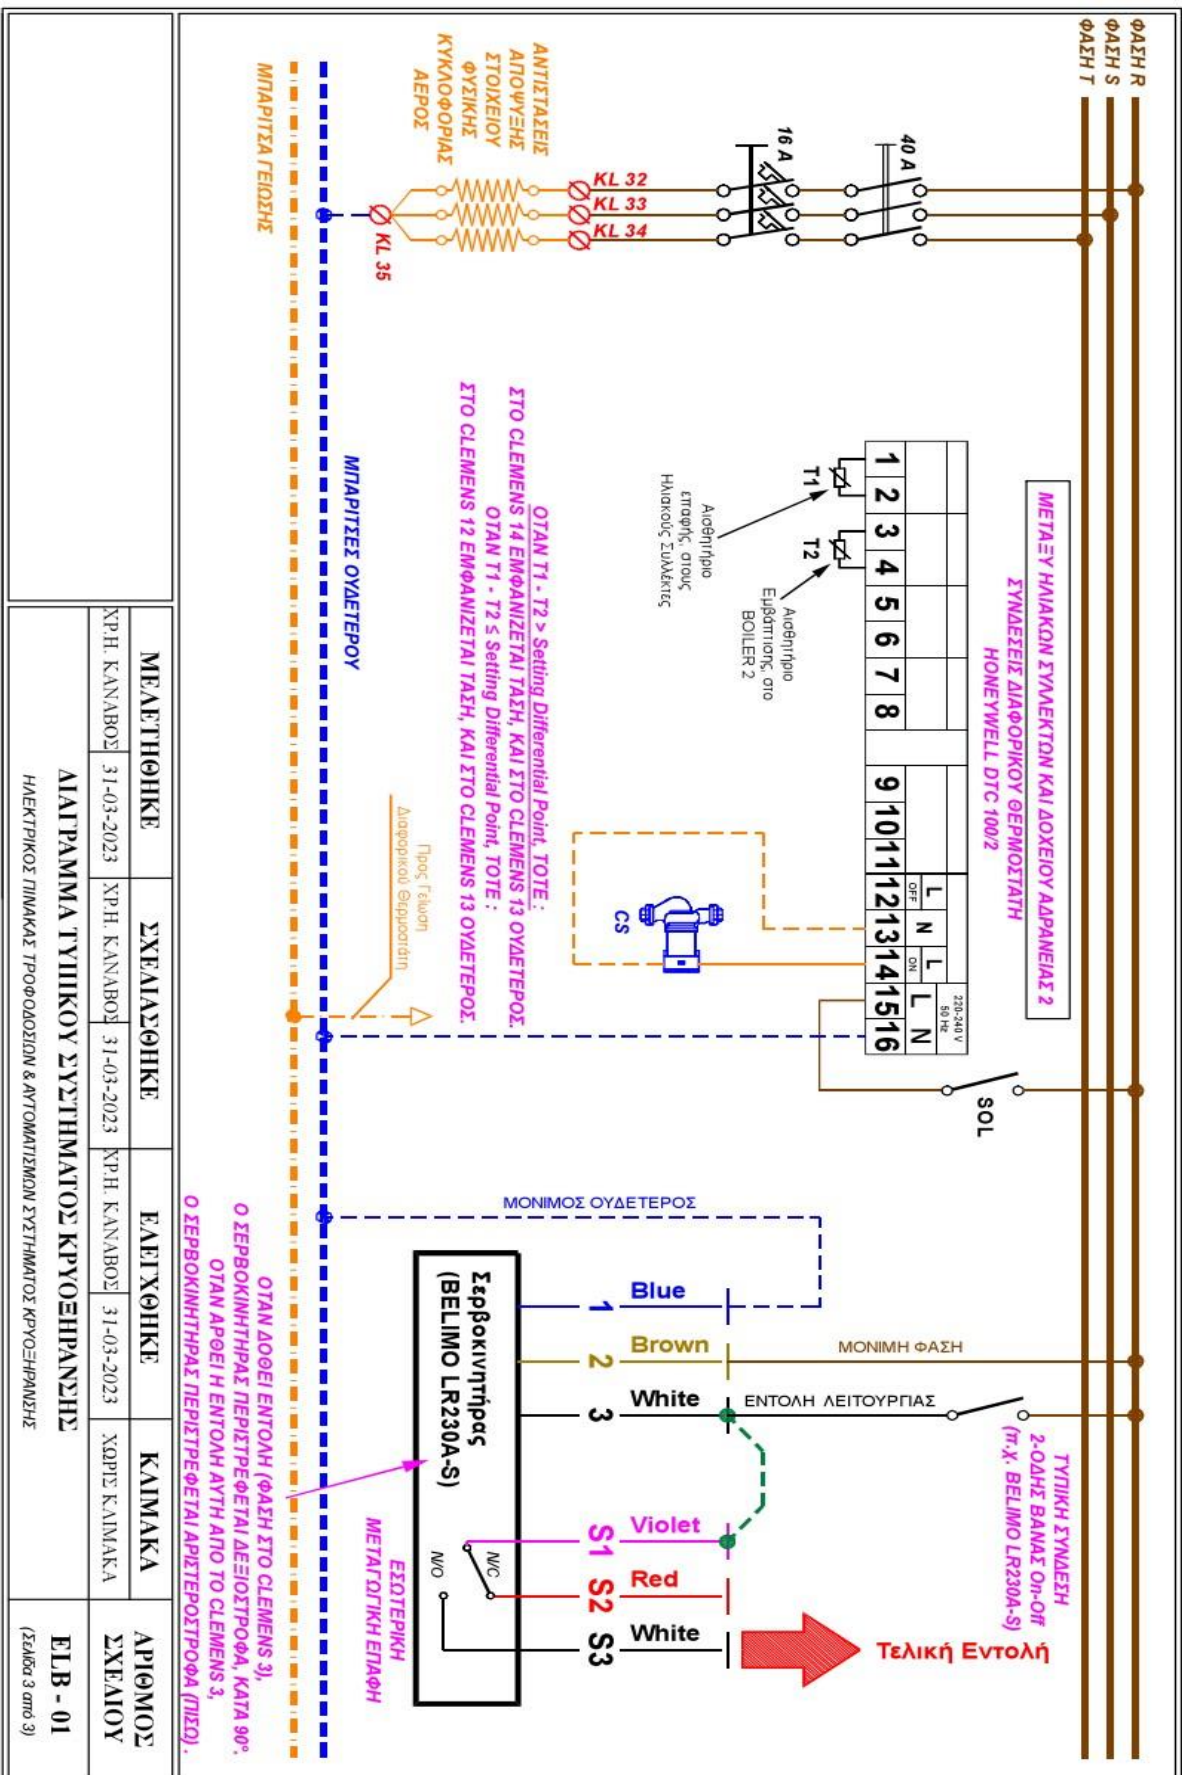 ΦΑΣΗ R
ΦΑΣΗ S
ΦΑΣΗ T
40 A
16 A
KL 32
KL 33
KL 34
KL 35
ΑΝΤΙΣΤΑΣΕΙΣ
ΑΠΟΨΥΞΗΣ
ΣΤΟΙΧΕΙΟΥ
ΦΥΣΙΚΗΣ
ΚΥΚΛΟΦΟΡΙΑΣ
ΑΕΡΟΣ
ΜΠΑΡΙΤΣΑ ΓΕΙΩΣΗΣ
ΜΠΑΡΙΤΣΕΣ ΟΥΔΕΤΕΡΟΥ
ΜΕΤΑΞΥ ΗΛΙΑΚΩΝ ΣΥΛΛΕΚΤΩΝ ΚΑΙ ΔΟΧΕΙΟΥ ΑΔΡΑΝΕΙΑΣ 2
ΣΥΝΔΕΣΕΙΣ ΔΙΑΦΟΡΙΚΟΥ ΘΕΡΜΟΣΤΑΤΗ
HONEYWELL DTC 100/2
220-240 V
50 Hz
L N L L N
OFF ON
1 2 3 4 5 6 7 8 9 10 11 12 13 14 15 16
T1
T2
Αισθητήριο
επαφής, στους
Ηλιακούς Συλλέκτες
Αισθητήριο
Εμβάπτισης, στο
BOILER 2
CS
SOL
ΟΤΑΝ T1 - T2 > Setting Differential Point, ΤΟΤΕ :
ΣΤΟ CLEMENS 14 ΕΜΦΑΝΙΖΕΤΑΙ ΤΑΣΗ, ΚΑΙ ΣΤΟ CLEMENS 13 ΟΥΔΕΤΕΡΟΣ.
ΟΤΑΝ T1 - T2 ≤ Setting Differential Point, ΤΟΤΕ :
ΣΤΟ CLEMENS 12 ΕΜΦΑΝΙΖΕΤΑΙ ΤΑΣΗ, ΚΑΙ ΣΤΟ CLEMENS 13 ΟΥΔΕΤΕΡΟΣ.
Προς Γείωση
Διαφορικού Θερμοστάτη
ΤΥΠΙΚΗ ΣΥΝΔΕΣΗ
2-ΟΔΗΣ ΒΑΝΑΣ On-Off
(π.χ. BELIMO LR230A-S)
ΜΟΝΙΜΟΣ ΟΥΔΕΤΕΡΟΣ
ΜΟΝΙΜΗ ΦΑΣΗ
ΕΝΤΟΛΗ ΛΕΙΤΟΥΡΓΙΑΣ
Τελική Εντολή
Blue
Brown
White
Violet
Red
White
1
2
3
S1
S2
S3
Σερβοκινητήρας
(BELIMO LR230A-S)
N/C
N/O
ΕΣΩΤΕΡΙΚΗ
ΜΕΤΑΓΩΓΙΚΗ ΕΠΑΦΗ
ΟΤΑΝ ΔΟΘΕΙ ΕΝΤΟΛΗ (ΦΑΣΗ ΣΤΟ CLEMENS 3),
Ο ΣΕΡΒΟΚΙΝΗΤΗΡΑΣ ΠΕΡΙΣΤΡΕΦΕΤΑΙ ΔΕΞΙΟΣΤΡΟΦΑ, ΚΑΤΑ 90°.
ΟΤΑΝ ΑΡΘΕΙ Η ΕΝΤΟΛΗ ΑΥΤΗ ΑΠΟ ΤΟ CLEMENS 3,
Ο ΣΕΡΒΟΚΙΝΗΤΗΡΑΣ ΠΕΡΙΣΤΡΕΦΕΤΑΙ ΑΡΙΣΤΕΡΟΣΤΡΟΦΑ (ΠΙΣΩ) .
ΜΕΛΕΤΗΘΗΚΕ ΣΧΕΔΙΑΣΘΗΚΕ ΕΛΕΓΧΘΗΚΕ ΚΛΙΜΑΚΑ ΑΡΙΘΜΟΣ
ΣΧΕΔΙΟΥ
ΧΡ.Η. ΚΑΝΑΒΟΣ 31-03-2023 ΧΡ.Η. ΚΑΝΑΒΟΣ 31-03-2023 ΧΡ.Η. ΚΑΝΑΒΟΣ 31-03-2023 ΧΩΡΙΣ ΚΛΙΜΑΚΑ
ΔΙΑΓΡΑΜΜΑ ΤΥΠΙΚΟΥ ΣΥΣΤΗΜΑΤΟΣ ΚΡΥΟΞΗΡΑΝΣΗΣ
ΗΛΕΚΤΡΙΚΟΣ ΠΙΝΑΚΑΣ ΤΡΟΦΟΔΟΣΙΩΝ & ΑΥΤΟΜΑΤΙΣΜΩΝ ΣΥΣΤΗΜΑΤΟΣ ΚΡΥΟΞΗΡΑΝΣΗΣ
ELB - 01
(Σελίδα 3 από 3)